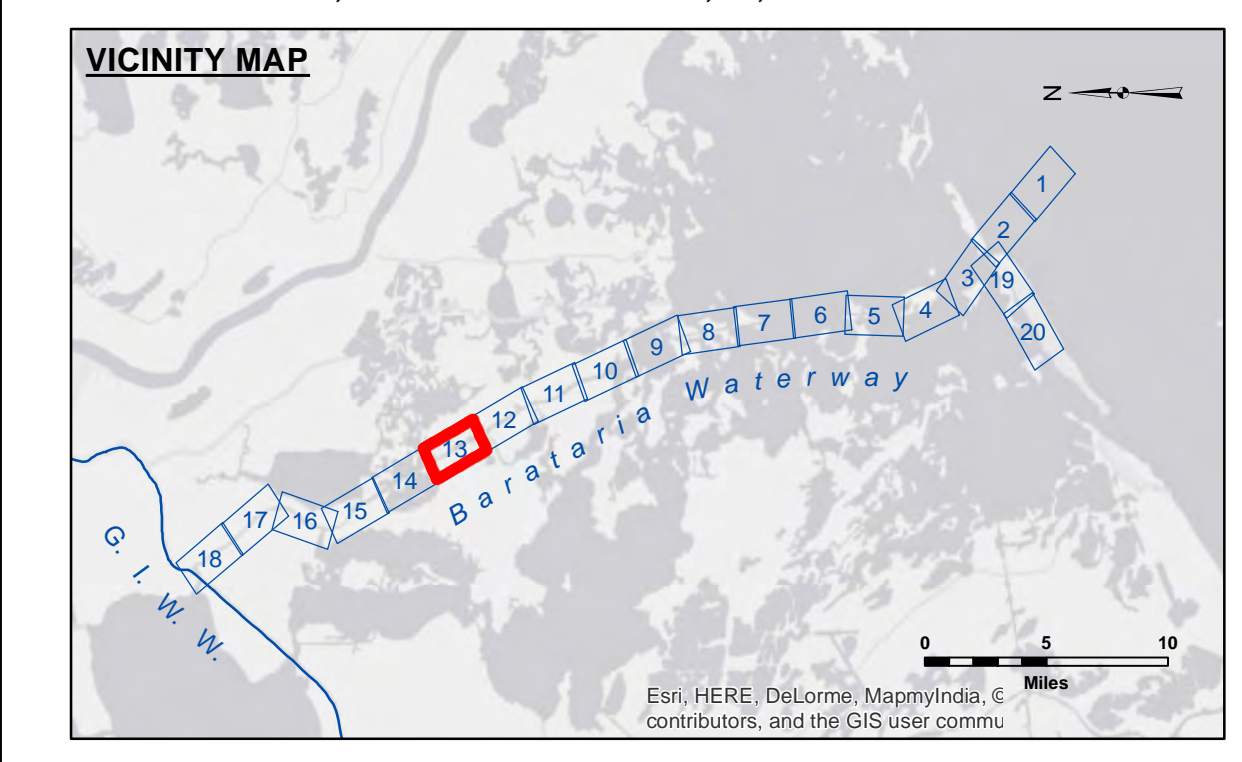 VICINITY MAP
N
1
2
3
19
20
4
5
6
7
8
9
10
11
12
13
14
15
16
17
18
Barataria Waterway
G. I. W. W.
0 5 10
Miles
Esri, HERE, DeLorme, MapmyIndia, ©
contributors, and the GIS user commu